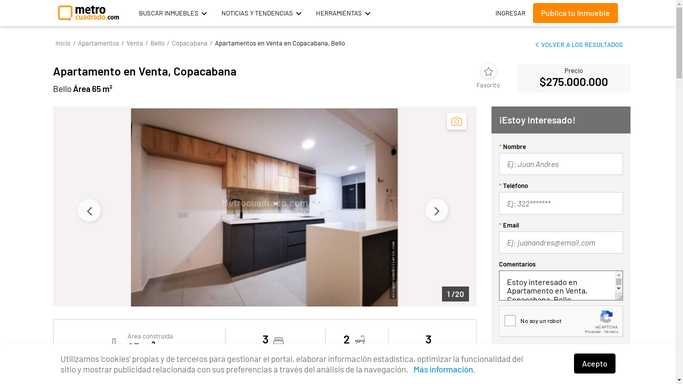 metro
cuadrado.com
BUSCAR INMUEBLES
NOTICIAS Y TENDENCIAS
HERRAMIENTAS
INGRESAR
Publica tu Inmueble
Inicio / Apartamentos / Venta / Bello / Copacabana / Apartamentos en Venta en Copacabana, Bello
VOLVER A LOS RESULTADOS
Apartamento en Venta, Copacabana
Bello Área 65 m²
Favorito
Precio
$275.000.000
Metrocuadrado.com
1 / 20
¡Estoy Interesado!
* Nombre
Ej: Juan Andres
* Teléfono
Ej: 322*******
* Email
Ej: juanandres@email.com
Comentarios
Estoy interesado en
Apartamento en Venta,
Copacabana, Bello
No soy un robot
reCAPTCHA
Privacidad - Términos
Área construida
3
2
3
Utilizamos 'cookies' propias y de terceros para gestionar el portal, elaborar información estadística, optimizar la funcionalidad del
sitio y mostrar publicidad relacionada con sus preferencias a través del análisis de la navegación. Más información.
Acepto